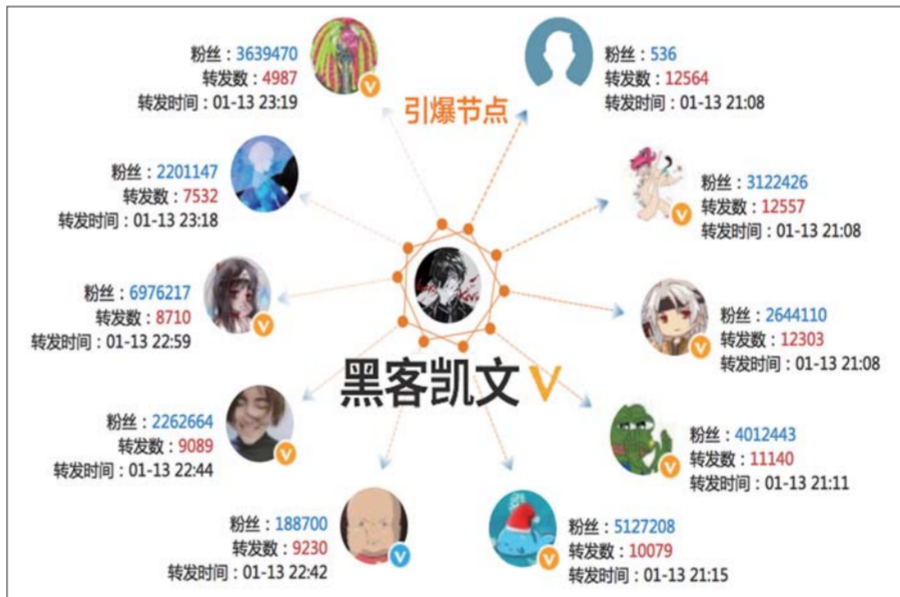 粉丝：3639470
转发数：4987
转发时间：01-13 23:19
引爆节点
粉丝：536
转发数：12564
转发时间：01-13 21:08
粉丝：2201147
转发数：7532
转发时间：01-13 23:18
粉丝：3122426
转发数：12557
转发时间：01-13 21:08
粉丝：6976217
转发数：8710
转发时间：01-13 22:59
粉丝：2644110
转发数：12303
转发时间：01-13 21:08
黑客凯文 V
粉丝：2262664
转发数：9089
转发时间：01-13 22:44
粉丝：4012443
转发数：11140
转发时间：01-13 21:11
粉丝：188700
转发数：9230
转发时间：01-13 22:42
粉丝：5127208
转发数：10079
转发时间：01-13 21:15